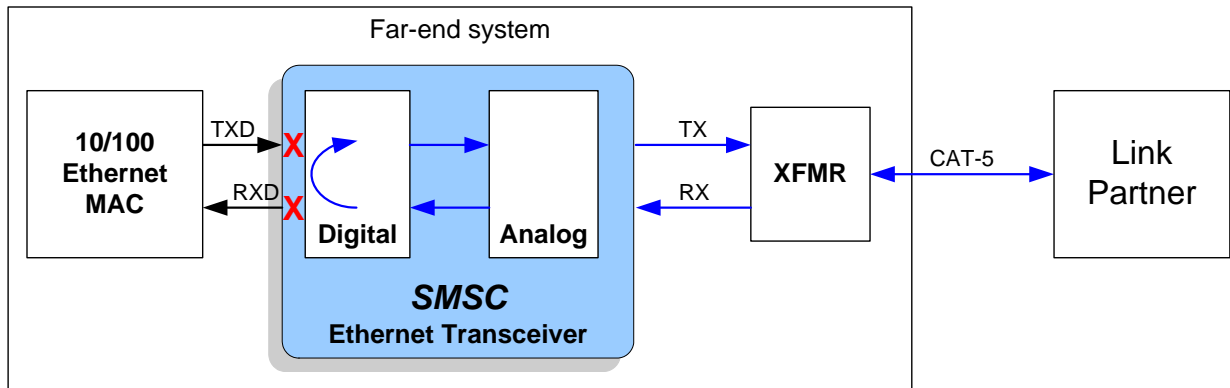 Far-end system
10/100
Ethernet
MAC
TXD
RXD
X
X
Digital
Analog
SMSC
Ethernet Transceiver
TX
RX
XFMR
CAT-5
Link
Partner